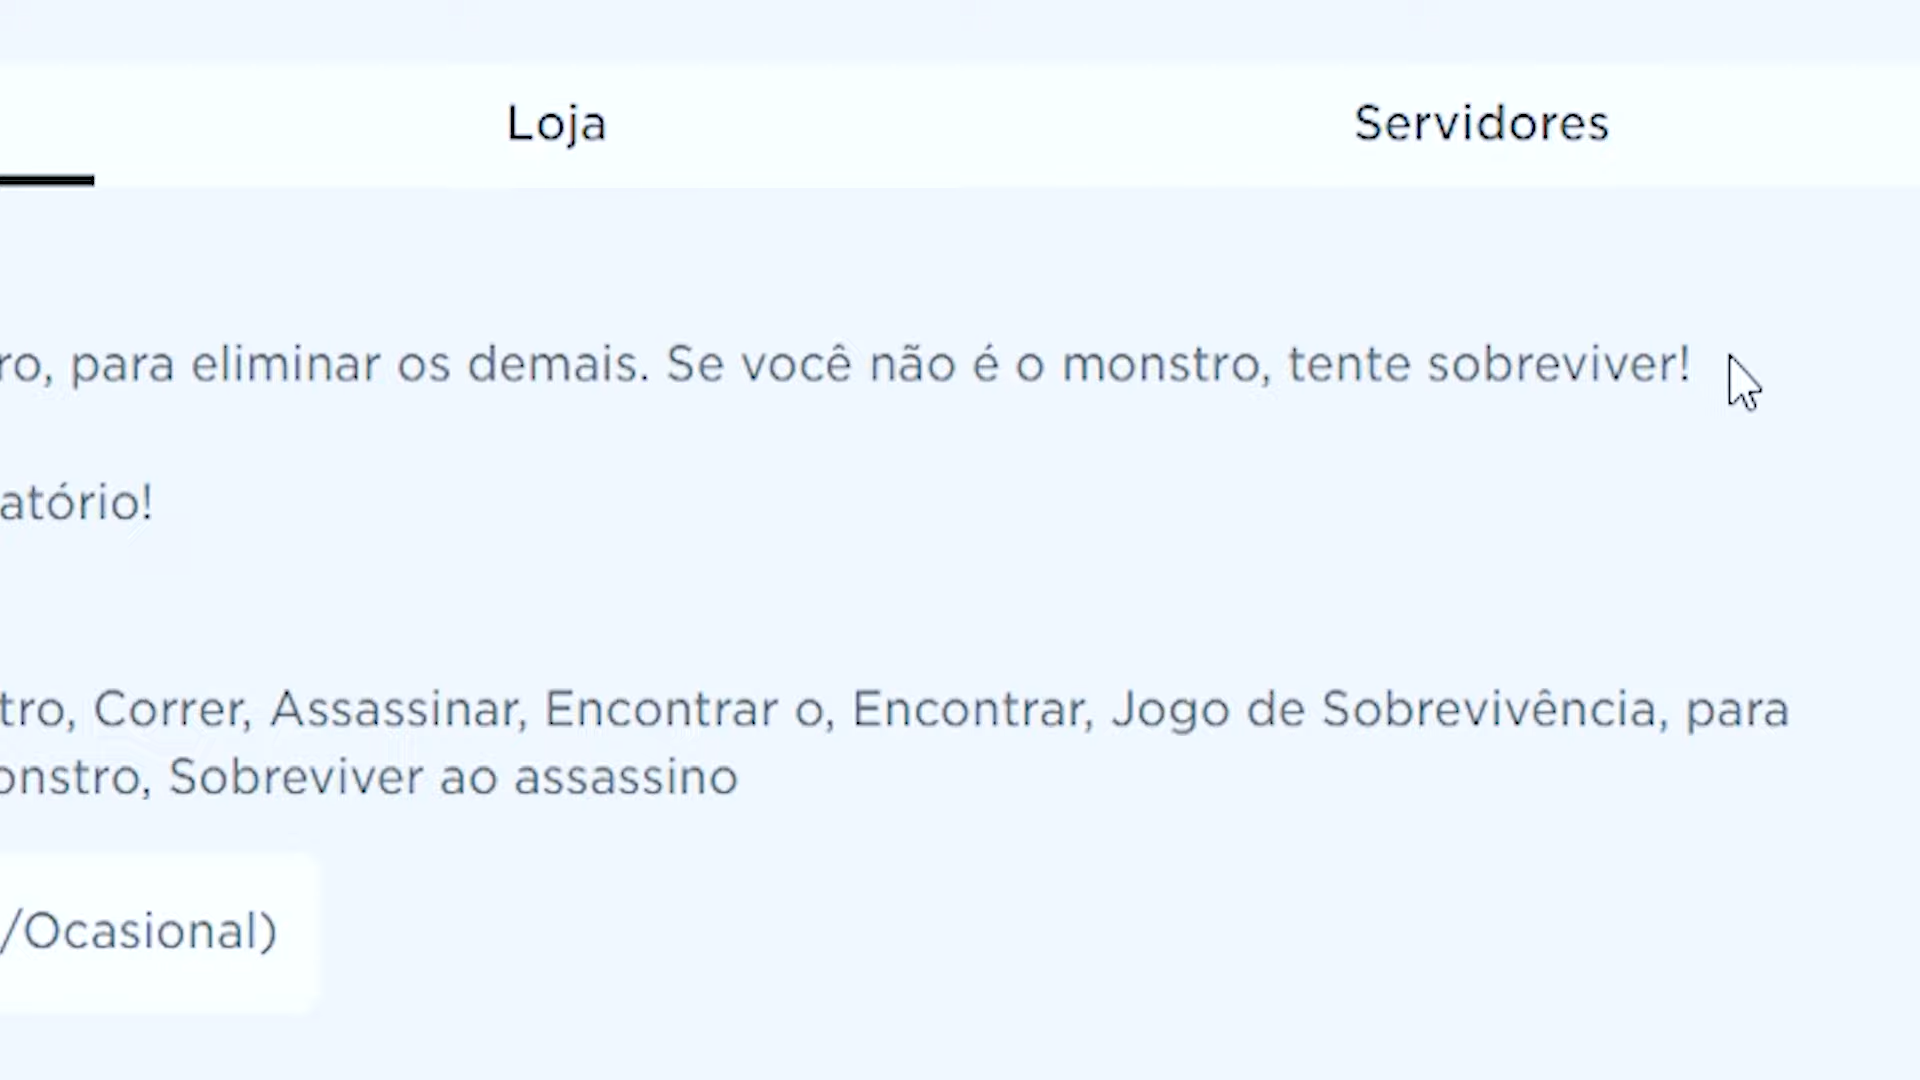 Loja
Servidores
ro, para eliminar os demais. Se você não é o monstro, tente sobreviver!
atório!
tro, Correr, Assassinar, Encontrar o, Encontrar, Jogo de Sobrevivência, para
onstro, Sobreviver ao assassino
/Ocasional)